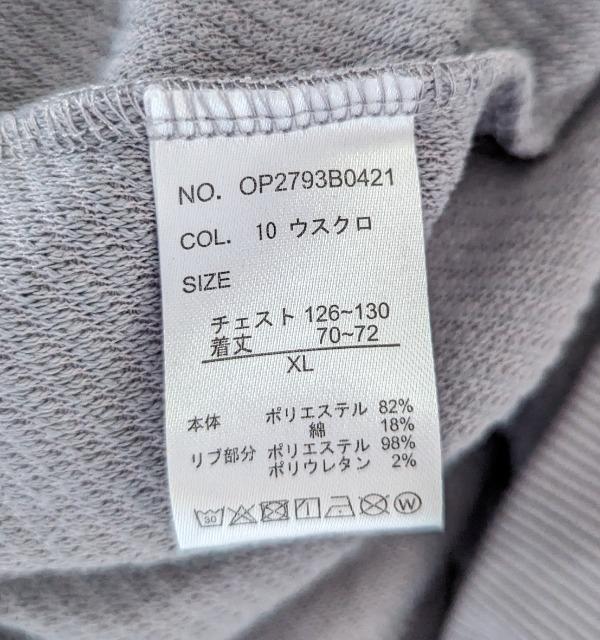 NO. OP2793B0421
COL. 10 ウスクロ
SIZE
チェスト 126~130
着丈 70~72
XL
本体 ポリエステル 82%
綿 18%
リブ部分 ポリエステル 98%
ポリウレタン 2%
30 W